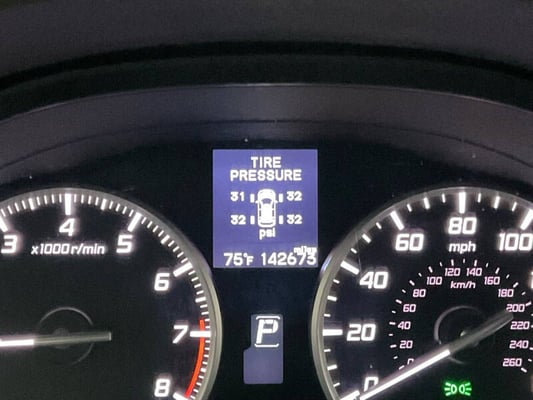 TIRE
PRESSURE
31 32
32 32
psi
miles
75°F 142673
P
3 4 5 6 7 8
x1000r/min
0 20 40 60 80 100
mph
0 20 40 60 80 100 120 140 160 180 200 220 240 260
km/h